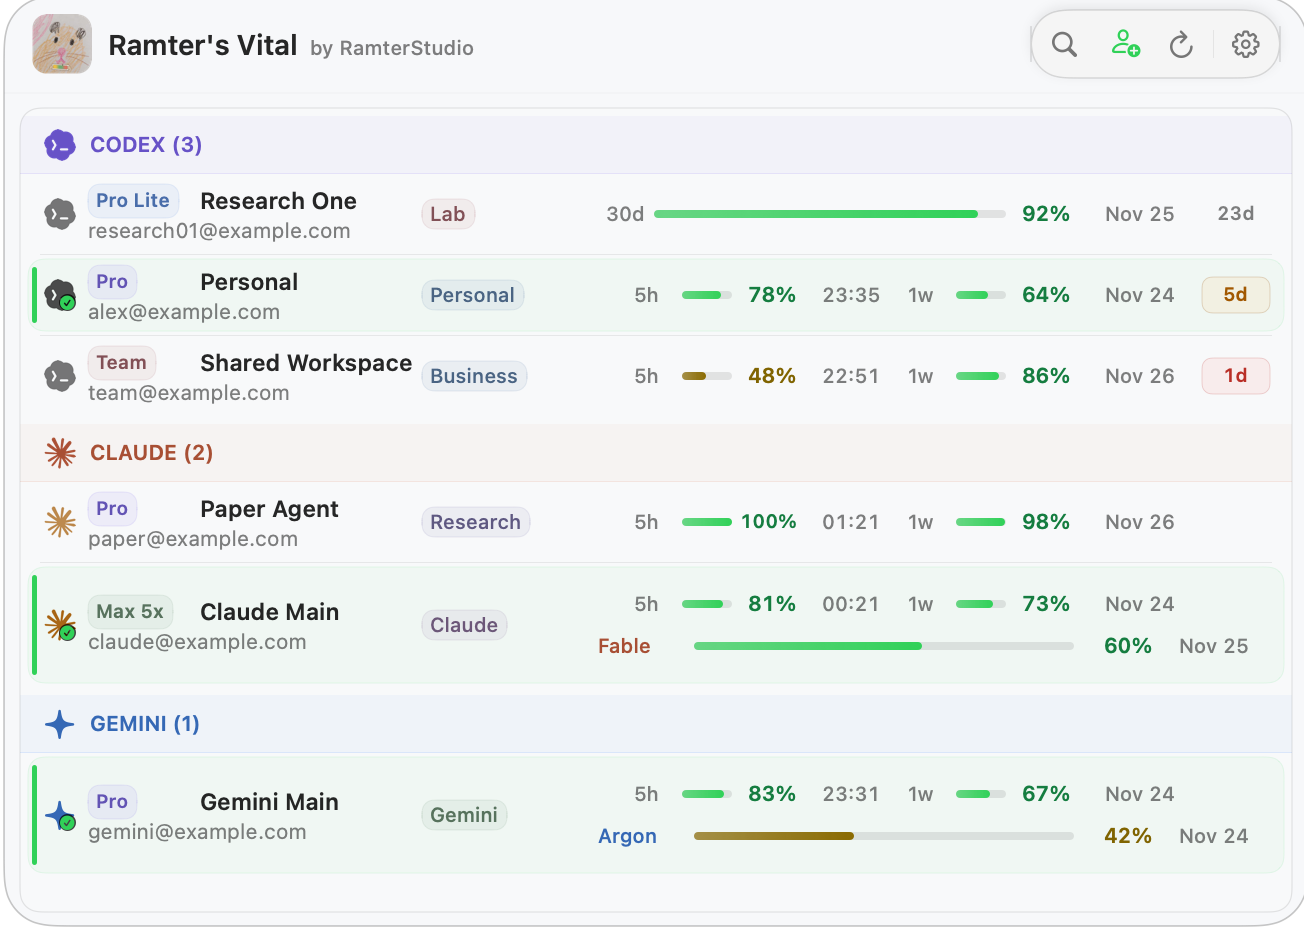 Ramter's Vital by RamterStudio
CODEX (3)
Pro Lite Research One Lab 30d 92% Nov 25 23d
research01@example.com
Pro Personal Personal 5h 78% 23:35 1w 64% Nov 24 5d
alex@example.com
Team Shared Workspace Business 5h 48% 22:51 1w 86% Nov 26 1d
team@example.com
CLAUDE (2)
Pro Paper Agent Research 5h 100% 01:21 1w 98% Nov 26
paper@example.com
Max 5x Claude Main Claude 5h 81% 00:21 1w 73% Nov 24
claude@example.com Fable 60% Nov 25
GEMINI (1)
Pro Gemini Main Gemini 5h 83% 23:31 1w 67% Nov 24
gemini@example.com Argon 42% Nov 24